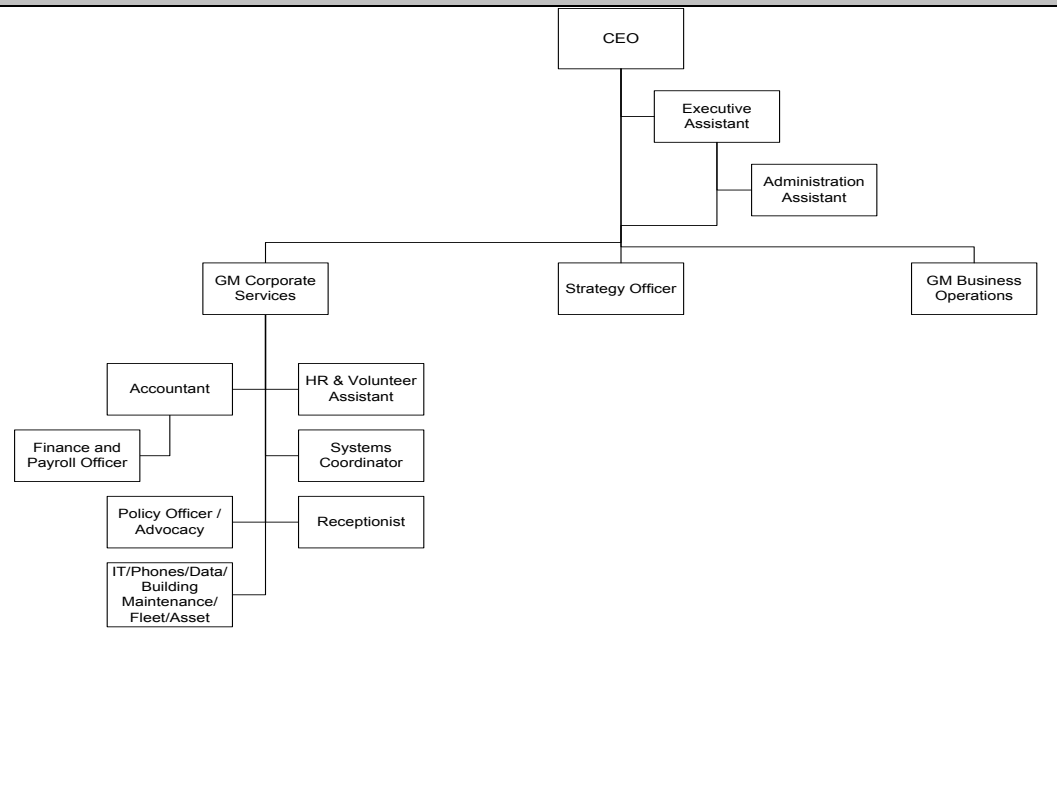 CEO
Executive
Assistant
Administration
Assistant
GM Corporate
Services
Strategy Officer
GM Business
Operations
Accountant
HR & Volunteer
Assistant
Finance and
Payroll Officer
Systems
Coordinator
Policy Officer /
Advocacy
Receptionist
IT/Phones/Data/
Building
Maintenance/
Fleet/Asset